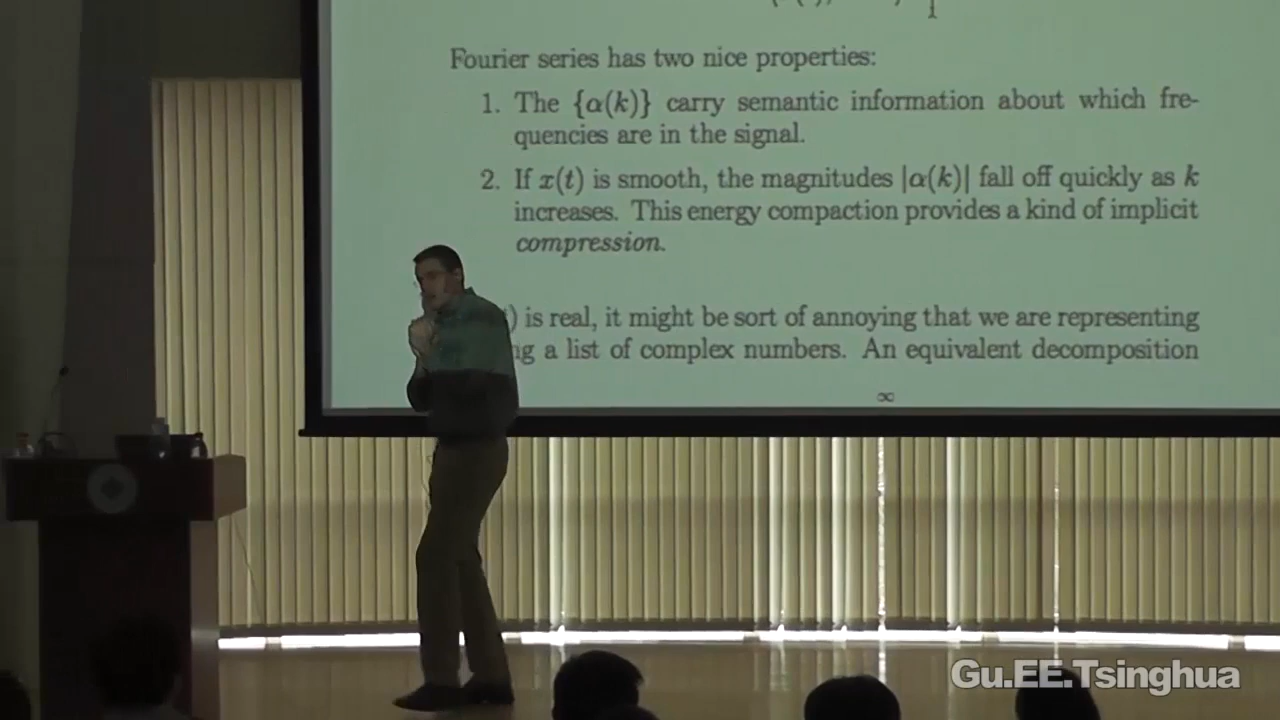 Fourier series has two nice properties:
1. The {α(k)} carry semantic information about which fre-
quencies are in the signal.
2. If x(t) is smooth, the magnitudes |α(k)| fall off quickly as k
increases. This energy compaction provides a kind of implicit
compression.
) is real, it might be sort of annoying that we are representing
a list of complex numbers. An equivalent decomposition
∞
Gu.EE.Tsinghua